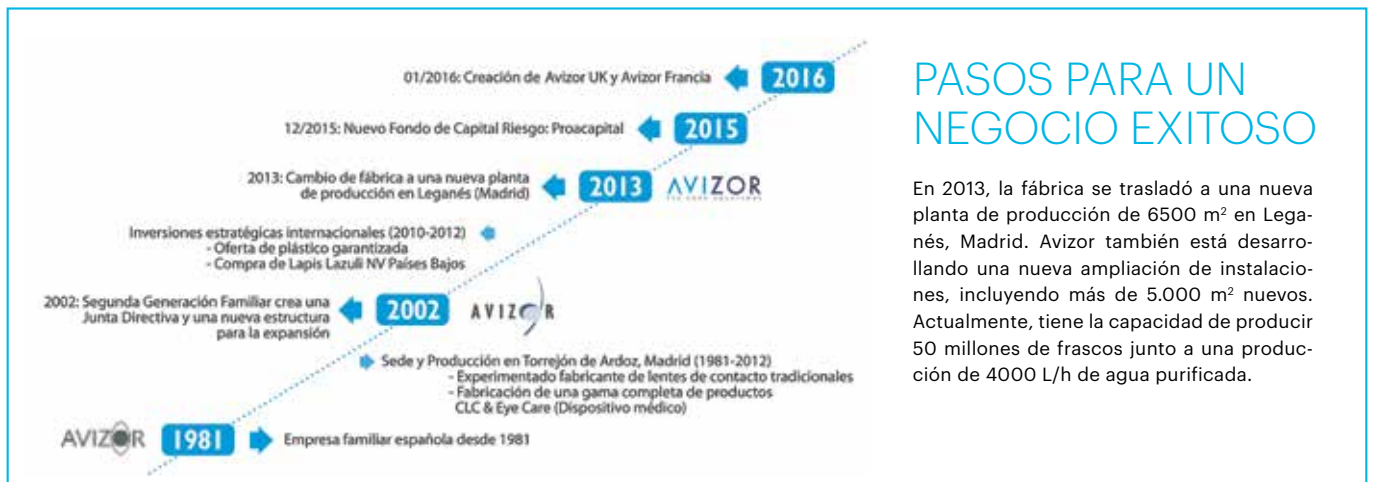 01/2016: Creación de Avizor UK y Avizor Francia
2016
12/2015: Nuevo Fondo de Capital Riesgo: Proacapital
2015
2013: Cambio de fábrica a una nueva planta
de producción en Leganés (Madrid)
2013
AVIZOR
EYE CARE SOLUTIONS
Inversiones estratégicas internacionales (2010-2012)
- Oferta de plástico garantizada
- Compra de Lapis Lazuli NV Países Bajos
2002: Segunda Generación Familiar crea una
Junta Directiva y una nueva estructura
para la expansión
2002
AVIZOR
Sede y Producción en Torrejón de Ardoz, Madrid (1981-2012)
- Experimentado fabricante de lentes de contacto tradicionales
- Fabricación de una gama completa de productos
CLC & Eye Care (Dispositivo médico)
AVIZOR
1981
Empresa familiar española desde 1981
PASOS PARA UN
NEGOCIO EXITOSO
En 2013, la fábrica se trasladó a una nueva
planta de producción de 6500 m² en Lega-
nés, Madrid. Avizor también está desarro-
llando una nueva ampliación de instalacio-
nes, incluyendo más de 5.000 m² nuevos.
Actualmente, tiene la capacidad de producir
50 millones de frascos junto a una produc-
ción de 4000 L/h de agua purificada.